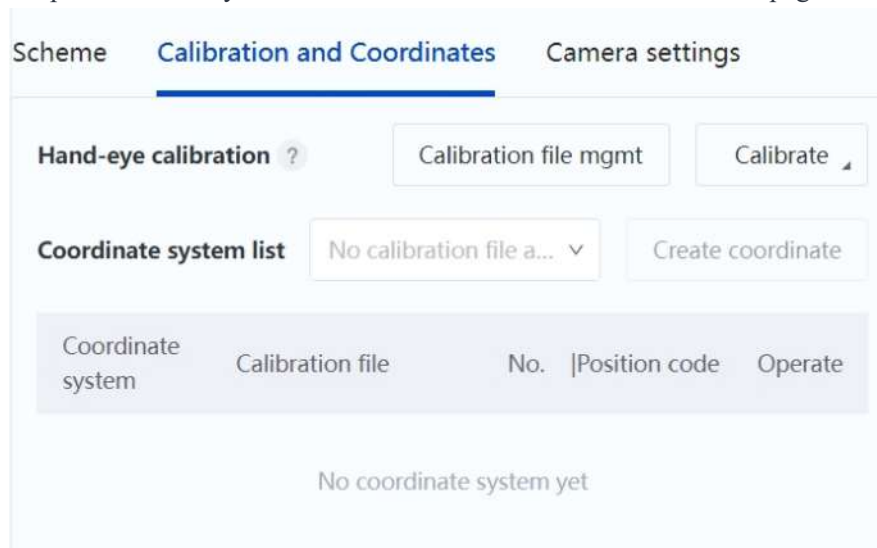 Scheme Calibration and Coordinates Camera settings
Hand-eye calibration ? Calibration file mgmt Calibrate
Coordinate system list No calibration file a... Create coordinate
Coordinate system Calibration file No. |Position code Operate
No coordinate system yet